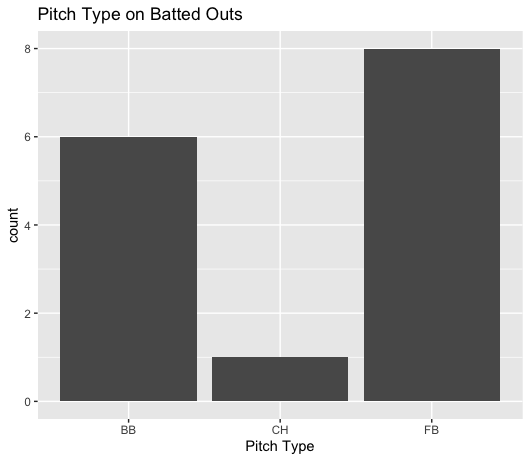 Pitch Type on Batted Outs
8
6
4
2
0
count
BB CH FB
Pitch Type